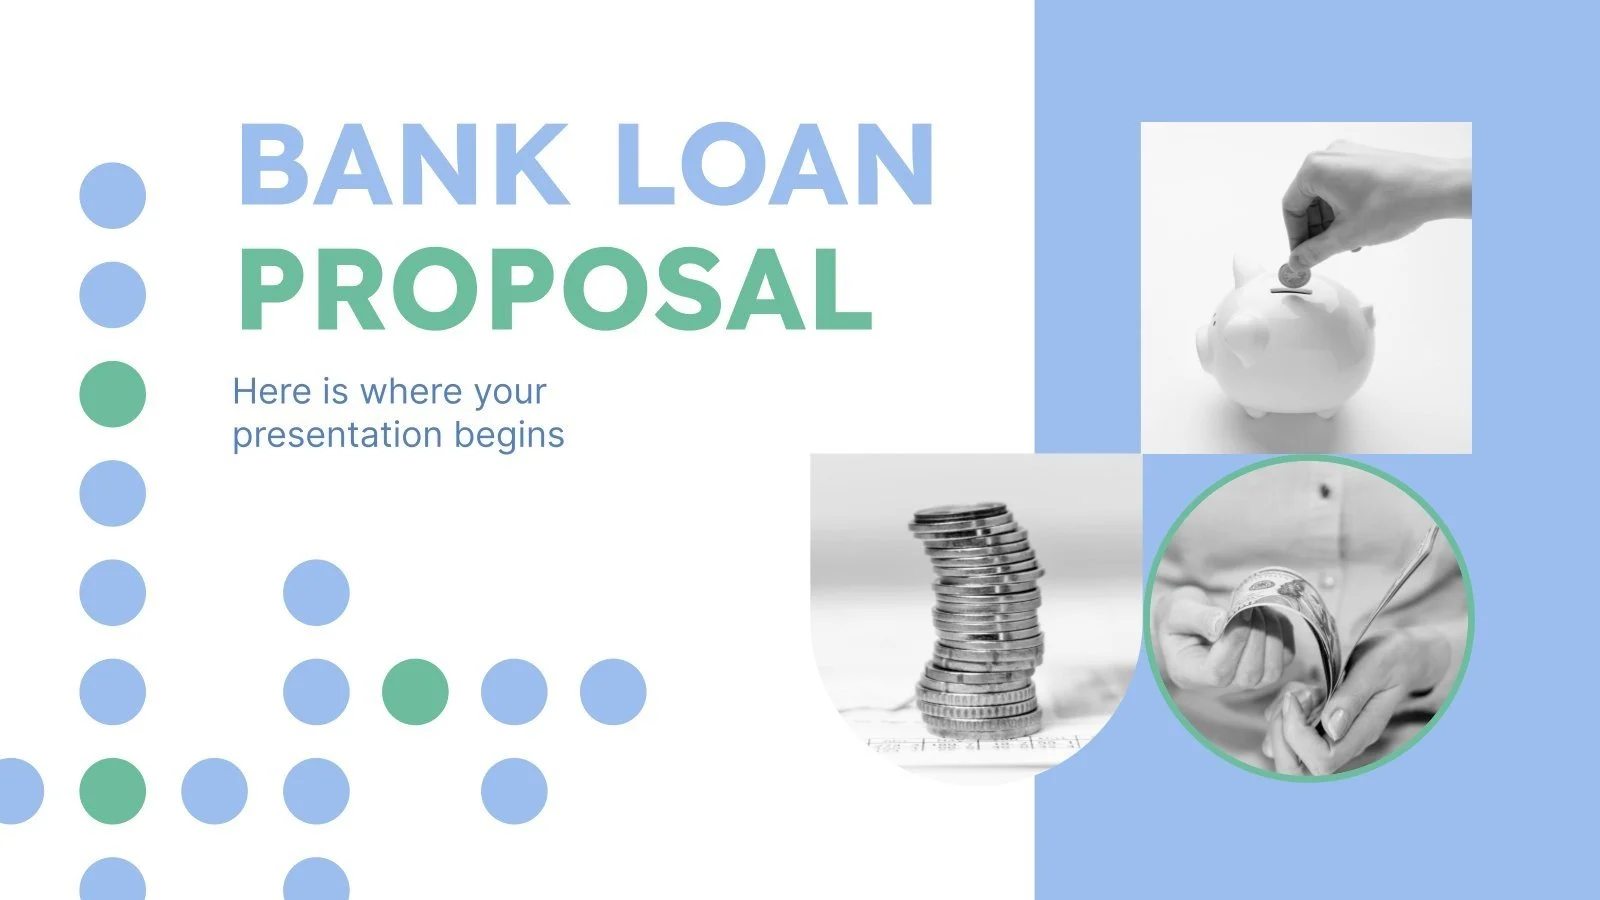 BANK LOAN
PROPOSAL
Here is where your
presentation begins